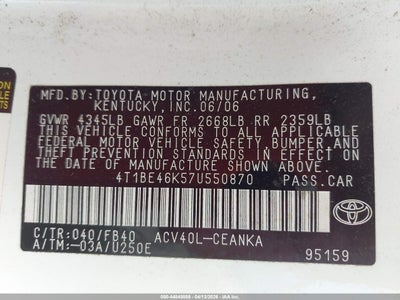 MFD.BY:TOYOTA MOTOR MANUFACTURING,
KENTUCKY, INC.06/06
GVWR 4345LB GAWR FR 2668LB RR 2359LB
THIS VEHICLE CONFORMS TO ALL APPLICABLE
FEDERAL MOTOR VEHICLE SAFETY, BUMPER, AND
THEFT PREVENTION STANDARDS IN EFFECT ON
THE DATE OF MANUFACTURE SHOWN ABOVE.
4T1BE46K57U550870 PASS.CAR
C/TR:040/FB40 ACV40L-CEANKA
A/TM:-03A/U250E
95159
TOYOTA